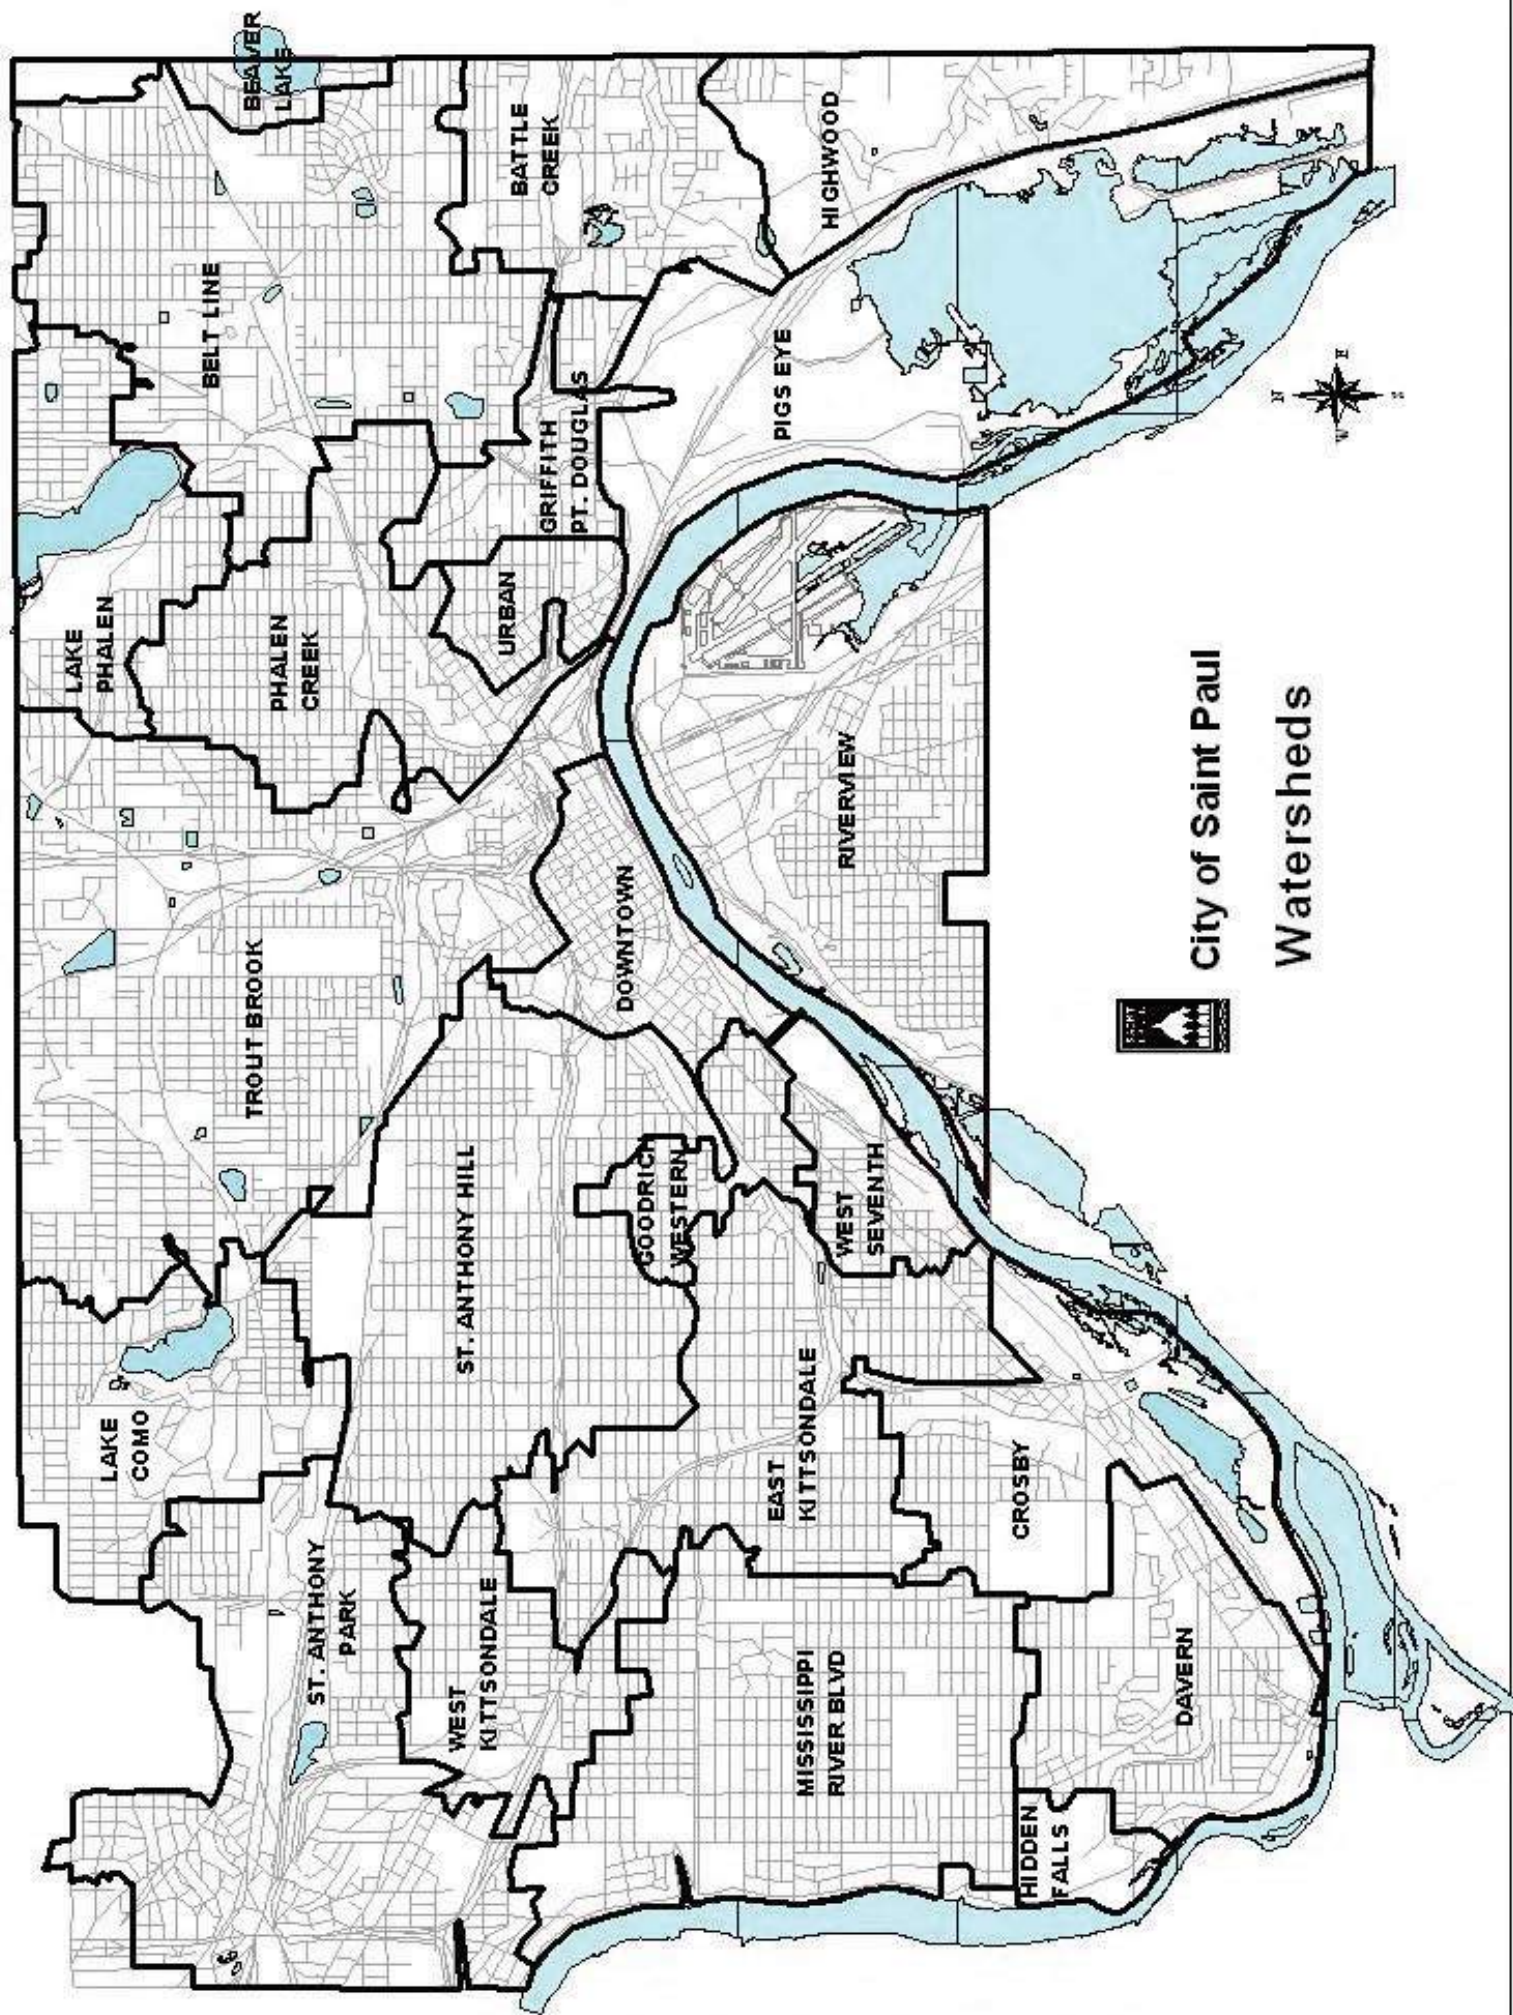 BEAVER
LAKE
BATTLE
CREEK
HIGHWOOD
BELT LINE
PIGS EYE
GRIFFITH
PT. DOUGLAS
LAKE
PHALEN
PHALEN
CREEK
URBAN
RIVERVIEW
DOWNTOWN
TROUT BROOK
ST. ANTHONY HILL
GOODRICH
WESTERN
WEST
SEVENTH
LAKE
COMO
EAST
KITTSONDALE
CROSBY
ST. ANTHONY
PARK
WEST
KITTSONDALE
MISSISSIPPI
RIVER BLVD
DAVERN
HIDDEN
FALLS
N
E
W
S
City of Saint Paul
Watersheds